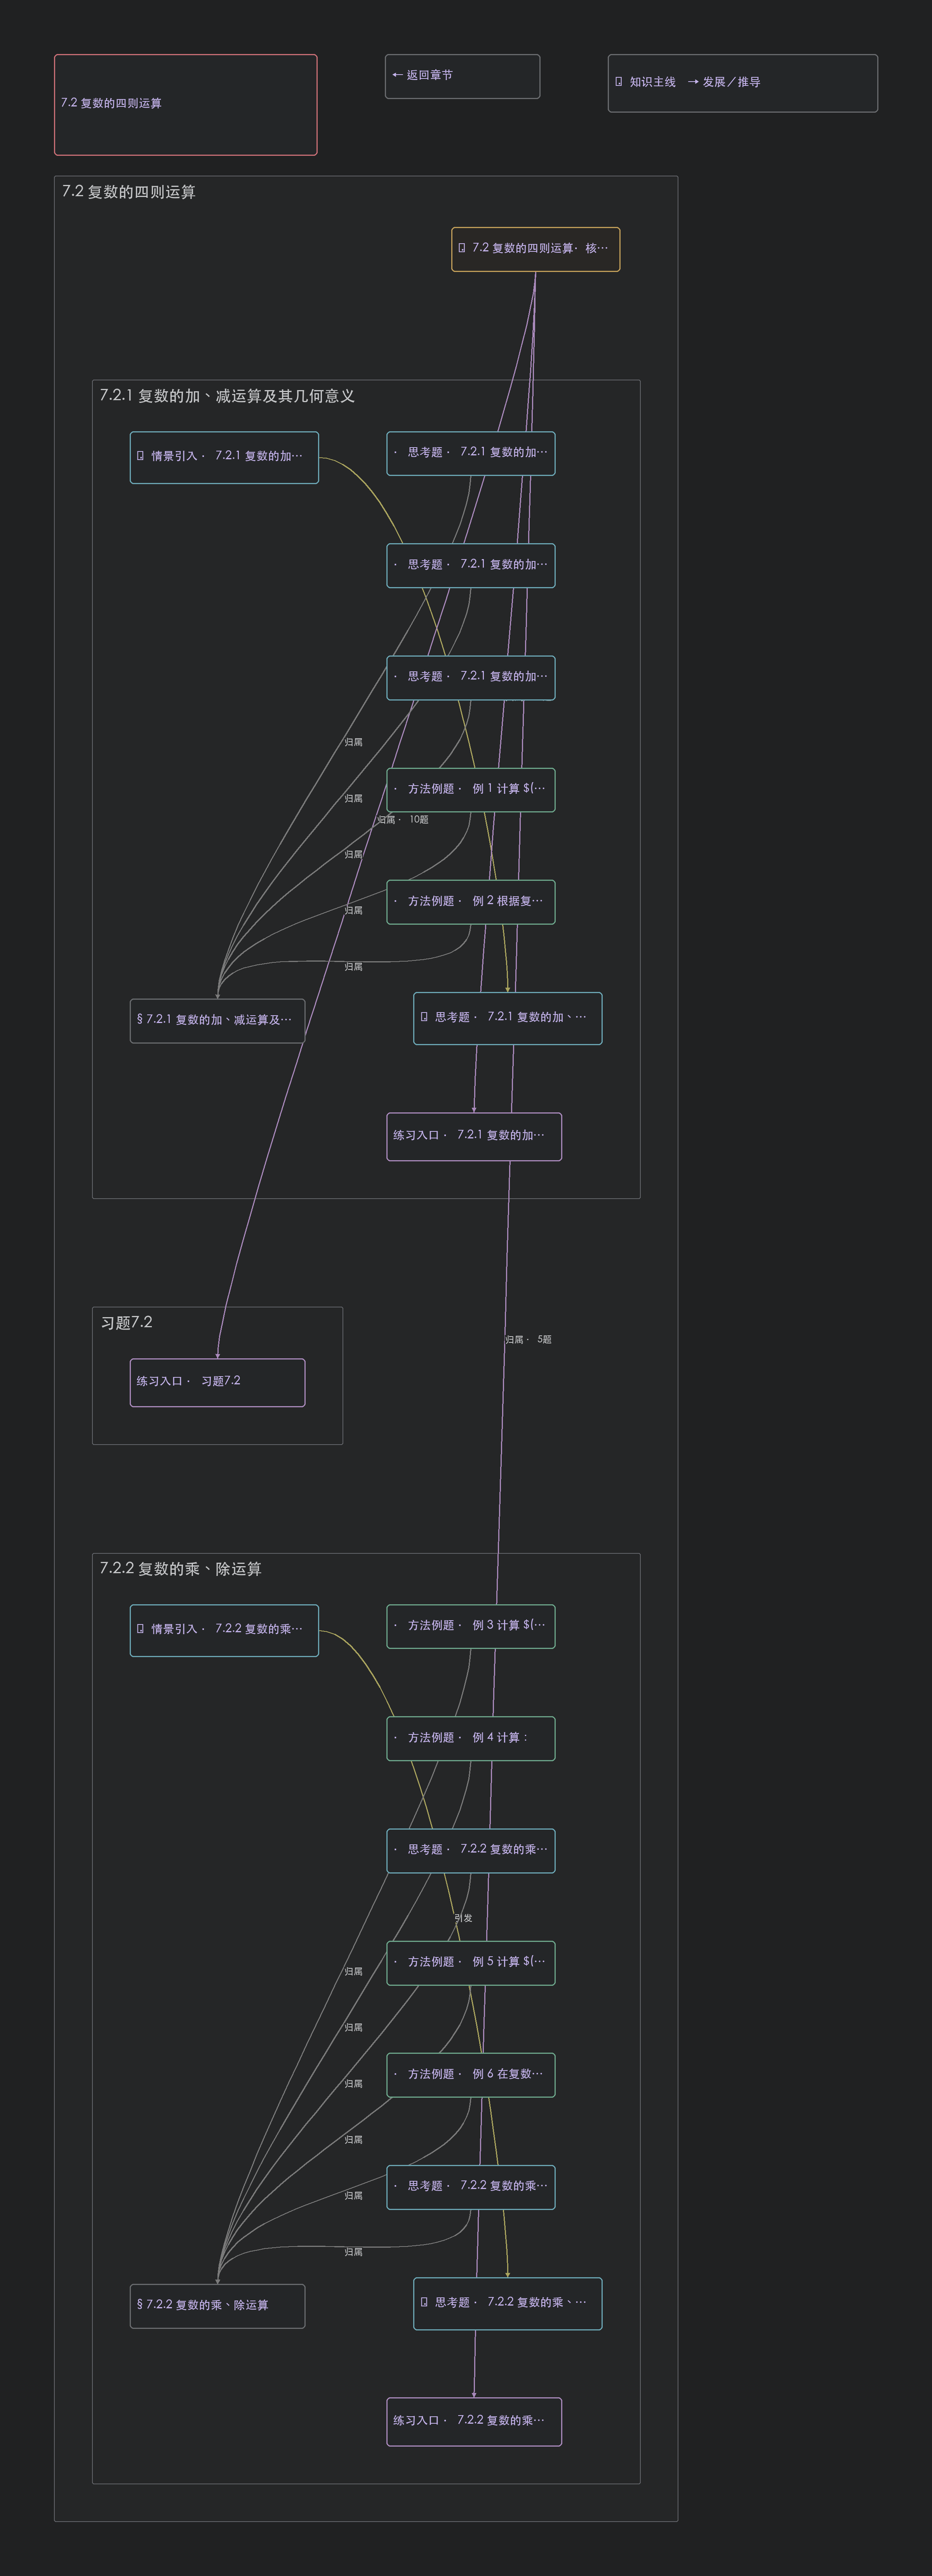 7.2 复数的四则运算
← 返回章节
知识主线 → 发展／推导
7.2 复数的四则运算
7.2 复数的四则运算· 核…
7.2.1 复数的加、减运算及其几何意义
情景引入· 7.2.1 复数的加…
· 思考题· 7.2.1 复数的加…
· 思考题· 7.2.1 复数的加…
· 思考题· 7.2.1 复数的加…
归属
· 方法例题· 例 1 计算 $(…
归属
归属· 10题
归属
· 方法例题· 例 2 根据复…
归属
归属
§ 7.2.1 复数的加、减运算及…
思考题· 7.2.1 复数的加、…
练习入口· 7.2.1 复数的加…
习题7.2
归属· 5题
练习入口· 习题7.2
7.2.2 复数的乘、除运算
情景引入· 7.2.2 复数的乘…
· 方法例题· 例 3 计算 $(…
· 方法例题· 例 4 计算：
· 思考题· 7.2.2 复数的乘…
引发
· 方法例题· 例 5 计算 $(…
归属
归属
· 方法例题· 例 6 在复数…
归属
归属
· 思考题· 7.2.2 复数的乘…
归属
归属
§ 7.2.2 复数的乘、除运算
思考题· 7.2.2 复数的乘、…
练习入口· 7.2.2 复数的乘…